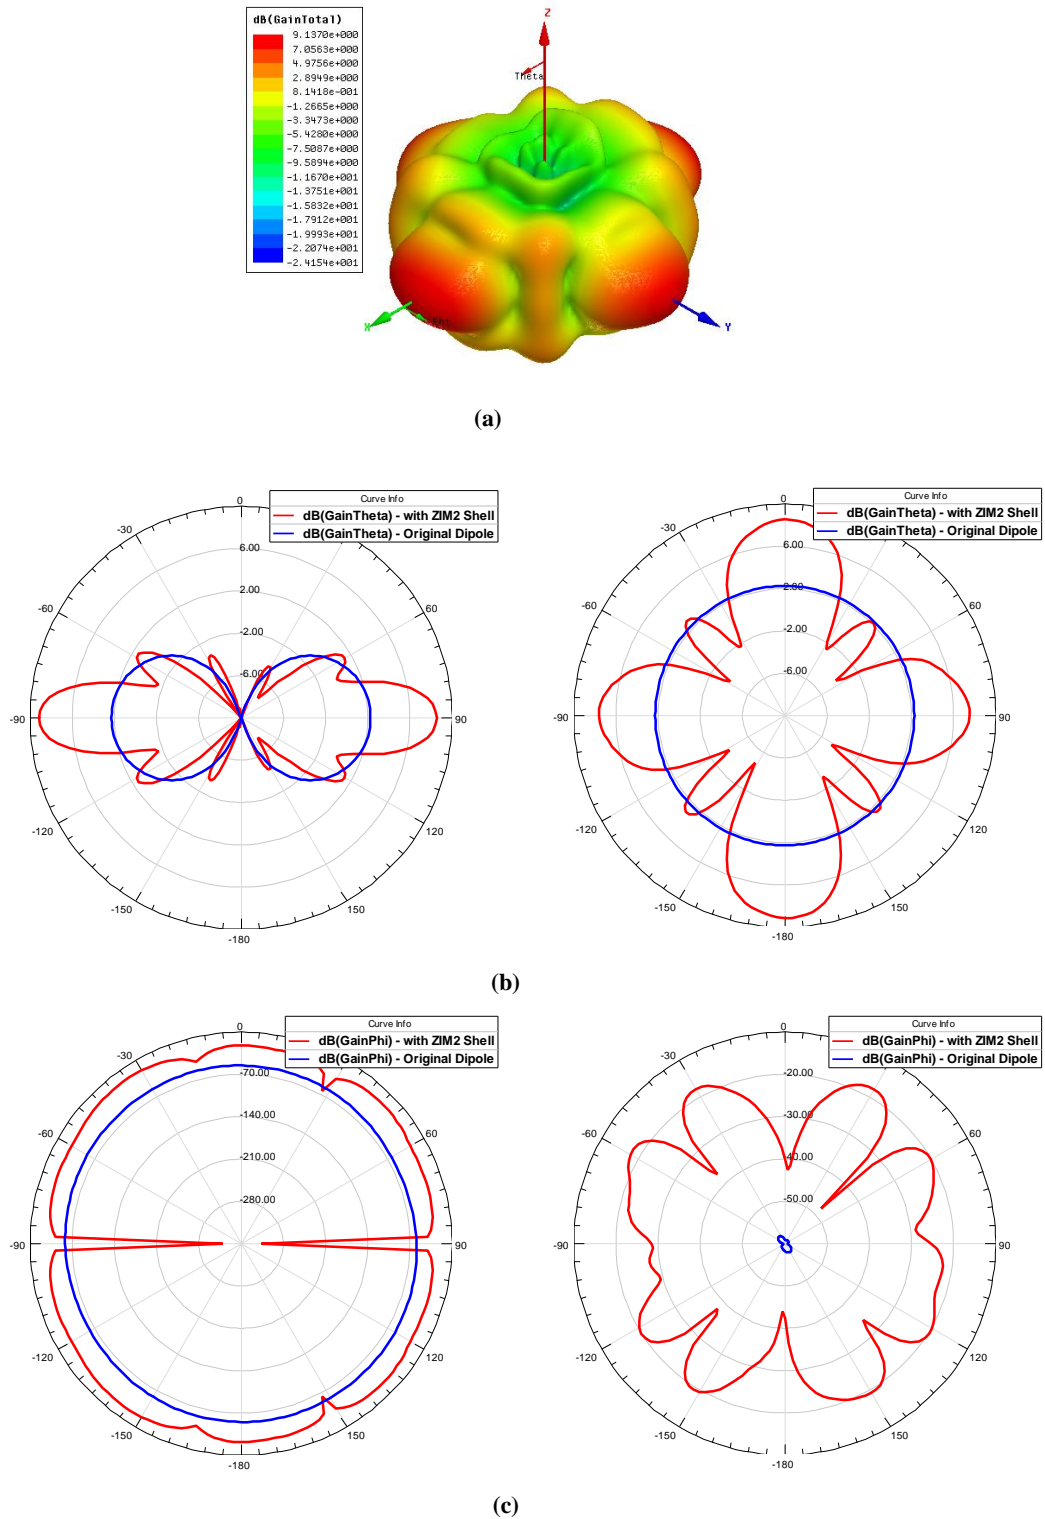 dB(GainTotal)
9.1370e+000
7.0563e+000
4.9756e+000
2.8949e+000
8.1418e-001
-1.2665e+000
-3.3473e+000
-5.4280e+000
-7.5087e+000
-9.5894e+000
-1.1670e+001
-1.3751e+001
-1.5832e+001
-1.7912e+001
-1.9993e+001
-2.2074e+001
-2.4154e+001
Z
Theta
X
Phi
Y
(a)
Curve Info
dB(GainTheta) - with ZIM2 Shell
dB(GainTheta) - Original Dipole
0
-30
-60
60
-90
90
-120
120
-150
150
-180
6.00
2.00
-2.00
-6.00
Curve Info
dB(GainTheta) - with ZIM2 Shell
dB(GainTheta) - Original Dipole
0
-30
-60
60
-90
90
-120
120
-150
150
-180
6.00
2.00
-2.00
-6.00
(b)
Curve Info
dB(GainPhi) - with ZIM2 Shell
dB(GainPhi) - Original Dipole
0
-30
-60
60
-90
90
-120
120
-150
150
-180
-70.00
-140.00
-210.00
-280.00
Curve Info
dB(GainPhi) - with ZIM2 Shell
dB(GainPhi) - Original Dipole
0
-30
-60
60
-90
90
-120
120
-150
150
-180
-20.00
-30.00
-40.00
-50.00
(c)